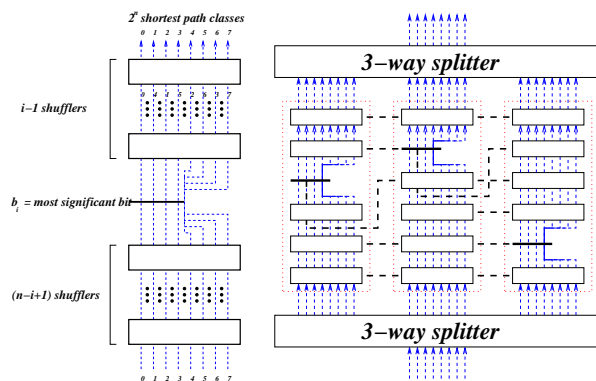 2ⁿ shortest path classes
0 1 2 3 4 5 6 7
3−way splitter
0 4 1 5 2 6 3 7
i−1 shufflers
bᵢ = most significant bit
(n−i+1) shufflers
3−way splitter
0 1 2 3 4 5 6 7